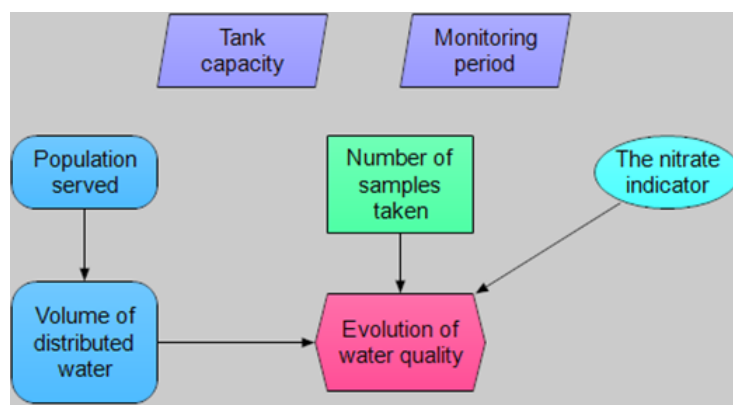 Tank
capacity
Monitoring
period
Population
served
Number of
samples
taken
The nitrate
indicator
Volume of
distributed
water
Evolution of
water quality